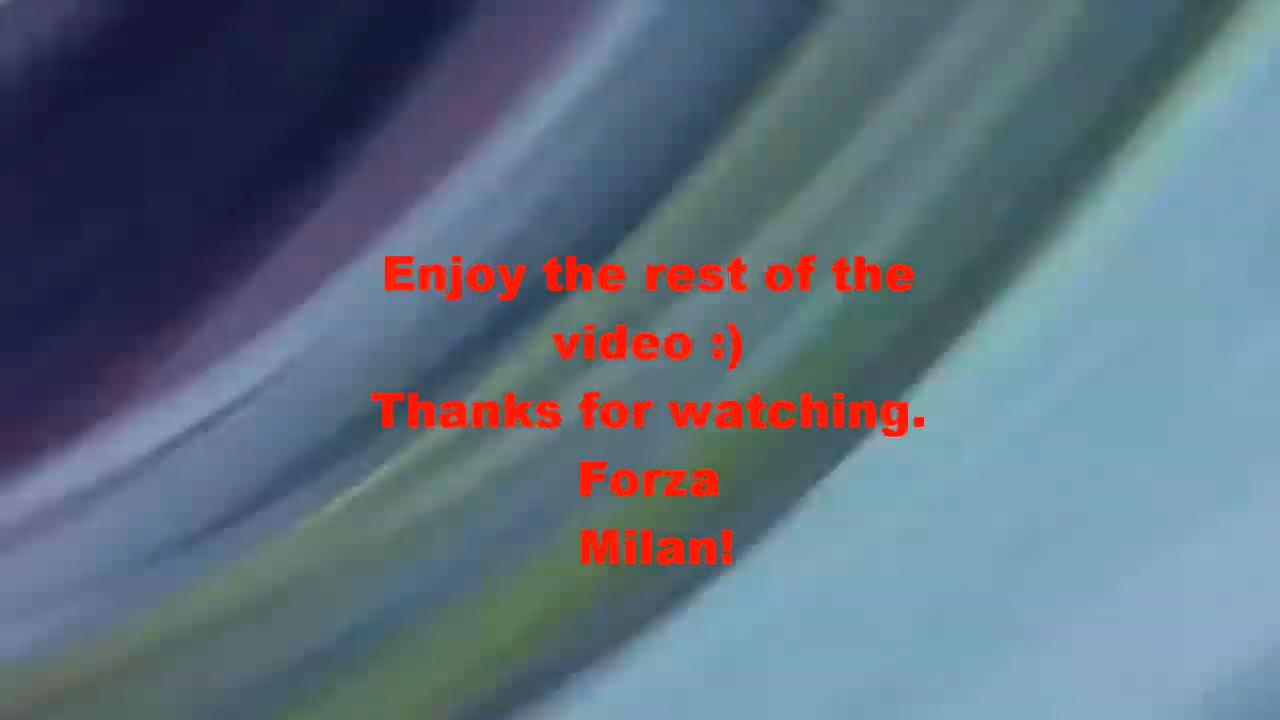 Enjoy the rest of the
video :)
Thanks for watching.
Forza
Milan!